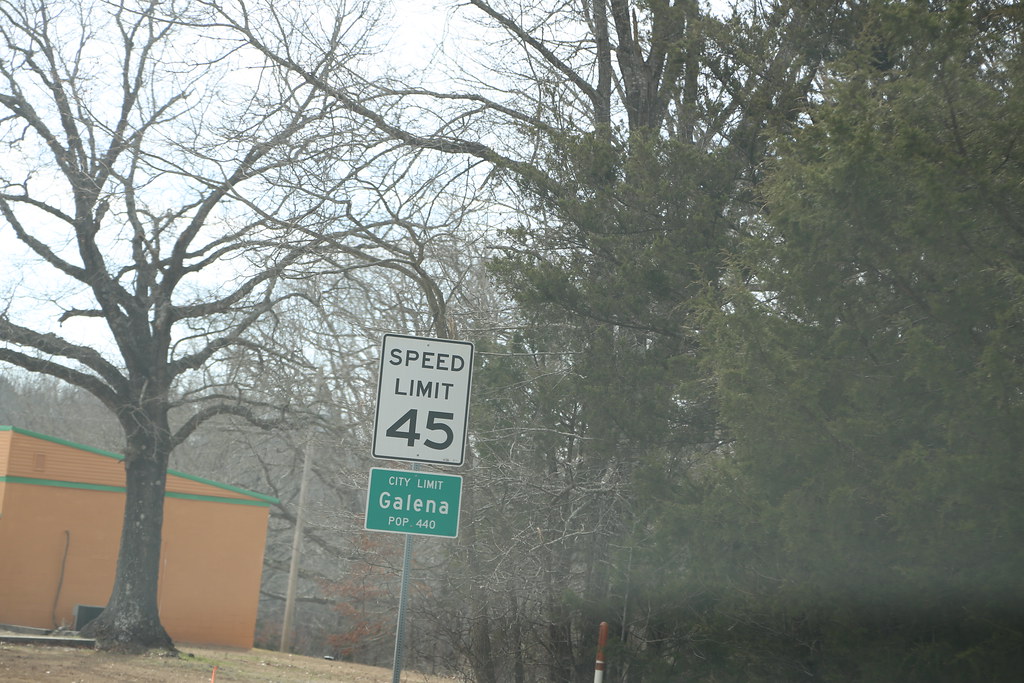 SPEED
LIMIT
45
CITY LIMIT
Galena
POP 440